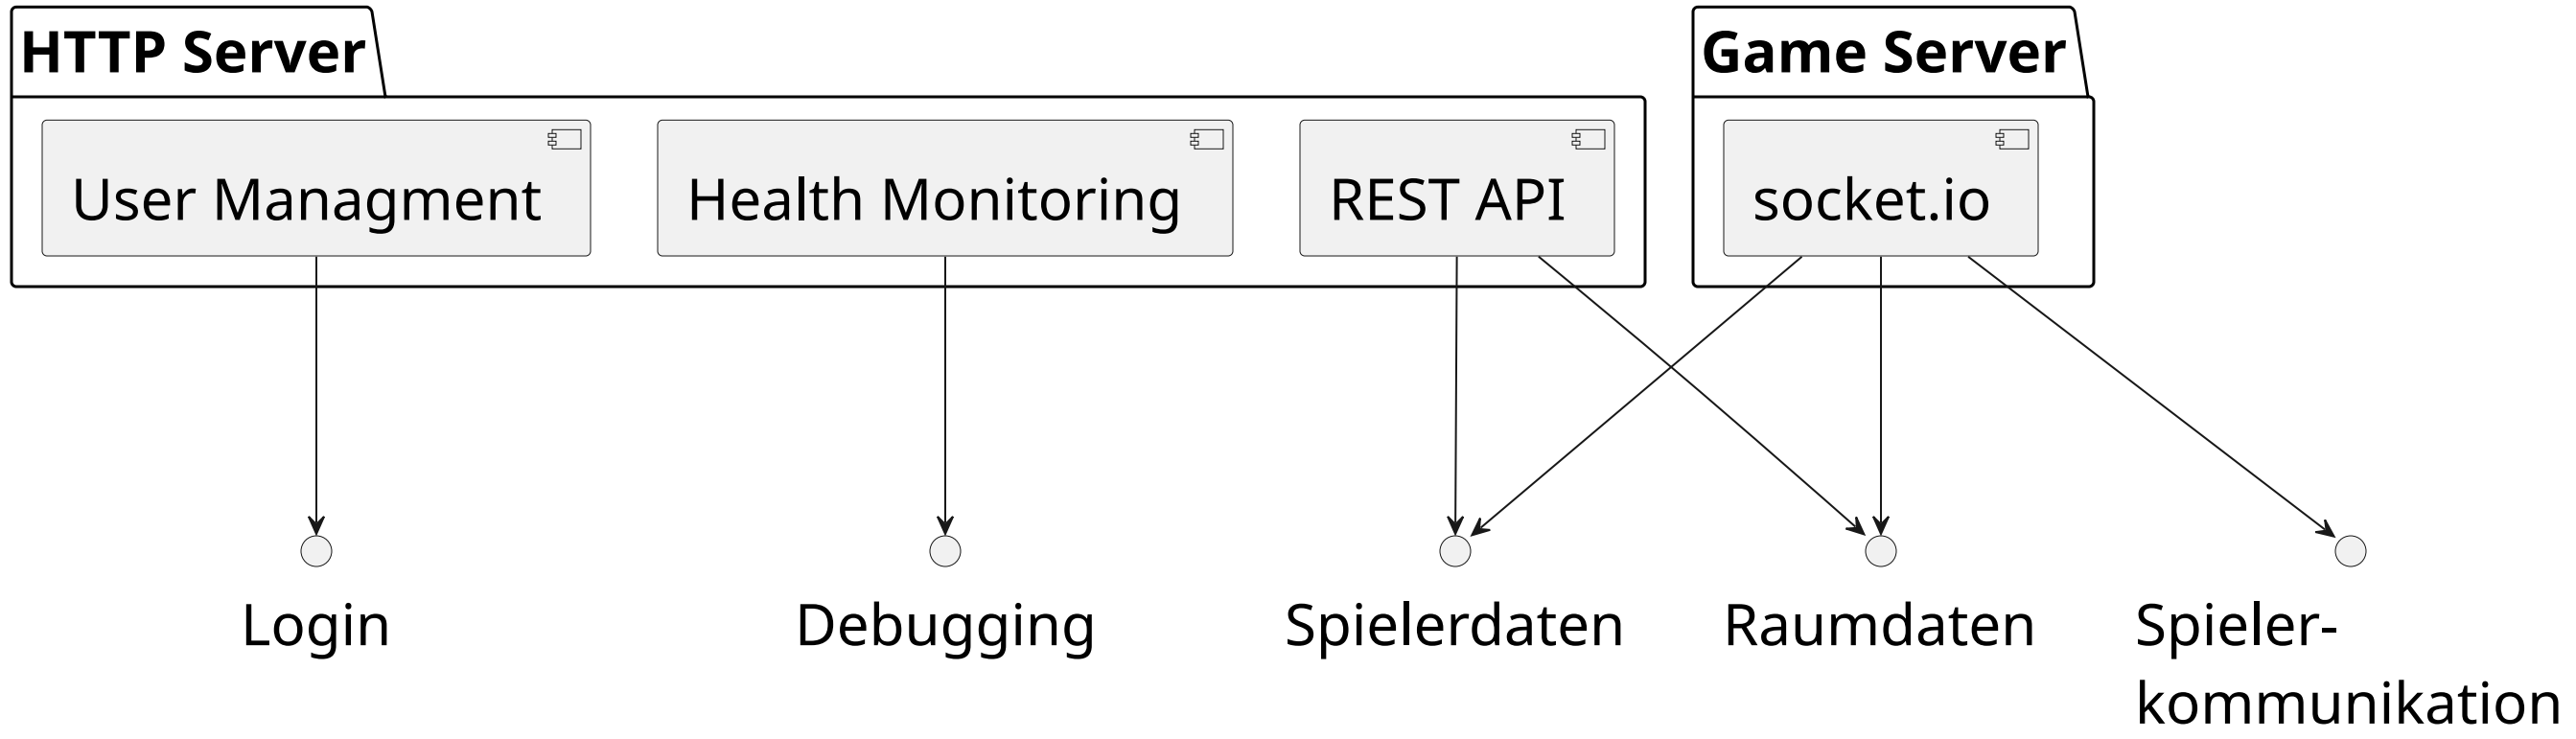 HTTP Server
Game Server
User Managment
Health Monitoring
REST API
socket.io
Login
Debugging
Spielerdaten
Raumdaten
Spieler-
kommunikation